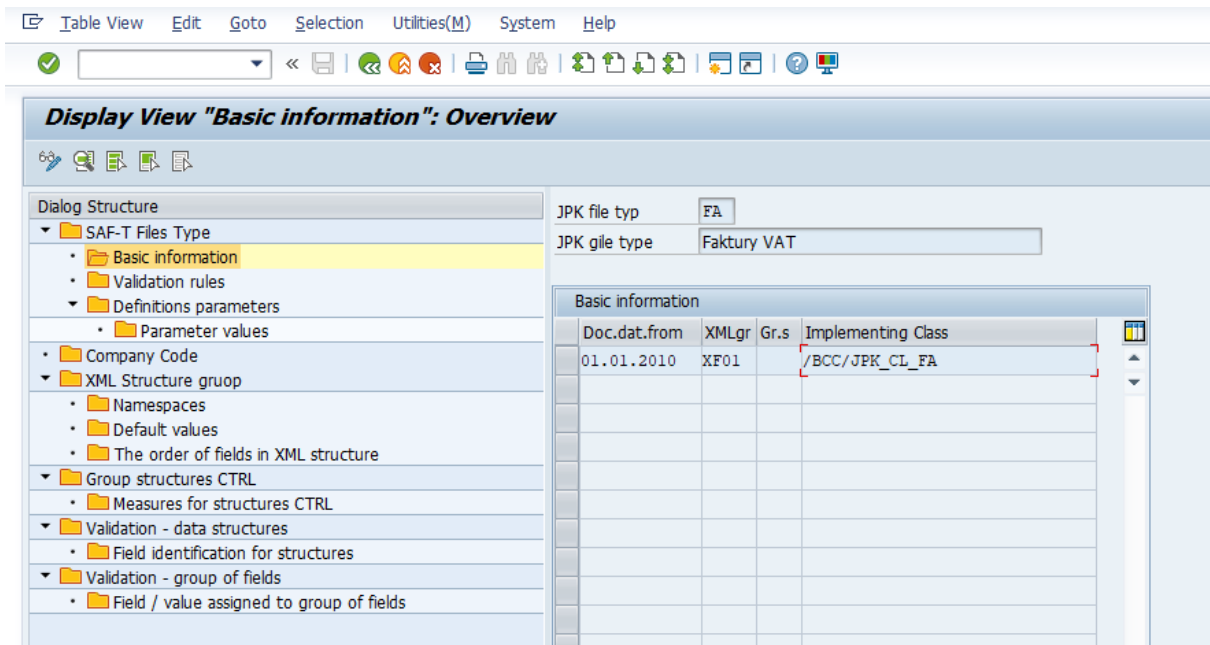 Table View Edit Goto Selection Utilities(M) System Help
Display View "Basic information": Overview
Dialog Structure
SAF-T Files Type
Basic information
Validation rules
Definitions parameters
Parameter values
Company Code
XML Structure gruop
Namespaces
Default values
The order of fields in XML structure
Group structures CTRL
Measures for structures CTRL
Validation - data structures
Field identification for structures
Validation - group of fields
Field / value assigned to group of fields
JPK file typ FA
JPK gile type Faktury VAT
Basic information
Doc.dat.from XMLgr Gr.s Implementing Class
01.01.2010 XF01 /BCC/JPK_CL_FA